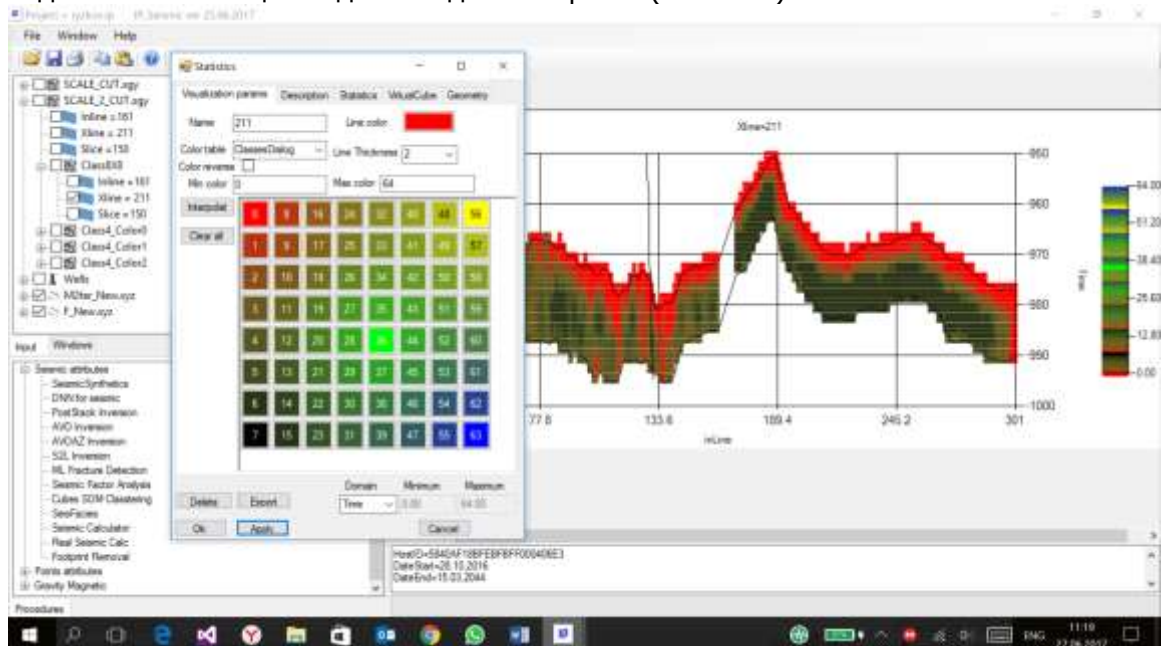 File Window Help
SCALE_CUT.sgy
SCALE_2_CUT.sgy
Inline = 161
Xline = 211
Slice = 150
Class8X8
Inline = 161
Xline = 211
Slice = 150
Class4_Color0
Class4_Color1
Class4_Color2
Wells
F_New.xyz
Input Windows
Seismic attributes
SeismicSynthetics
DNN for seismic
PostStack Inversion
AVO Inversion
AVOAZ Inversion
S2L Inversion
ML Fracture Detection
Seismic Factor Analysis
Cubes SOM Classtering
SeisFacies
Seismic Calculator
Real Seismic Calc
Footprint Removal
Points attributes
Gravity Magnetic
Procedures
Statistics
Visualization params Description Statistics VirtualCube Geometry
Name 211 Line color
Color table ClassesDialog Line Thickness 2
Color reverse
Min color 0 Max color 64
Interpolat
Clear all
0 8 16 24 32 40 48 56
1 9 17 25 33 41 49 57
2 10 18 26 34 42 50 58
3 11 19 27 35 43 51 59
4 12 20 28 36 44 52 60
5 13 21 29 37 45 53 61
6 14 22 30 38 46 54 62
7 15 23 31 39 47 55 63
Domain Minimum Maximum
Delete Export Time 0.00 64.00
Ok Apply Cancel
Xline=211
950
960
970
980
990
1000
Time
77.8 133.6 189.4 245.2 301
InLine
64.00
51.20
38.40
25.60
12.80
0.00
DateStart=28.10.2016
DateEnd=15.03.2044
ENG
11:19
22.06.2017